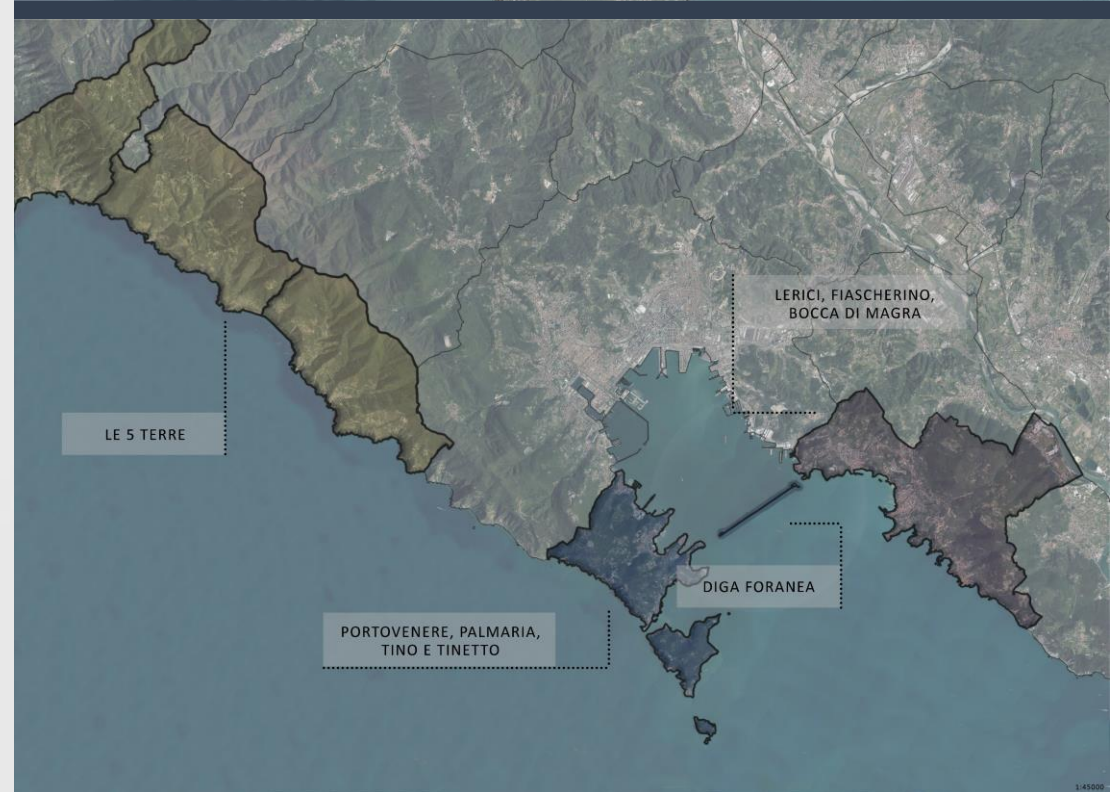 LERICI, FIASCHERINO,
BOCCA DI MAGRA
LE 5 TERRE
DIGA FORANEA
PORTOVENERE, PALMARIA,
TINO E TINETTO
1:45000